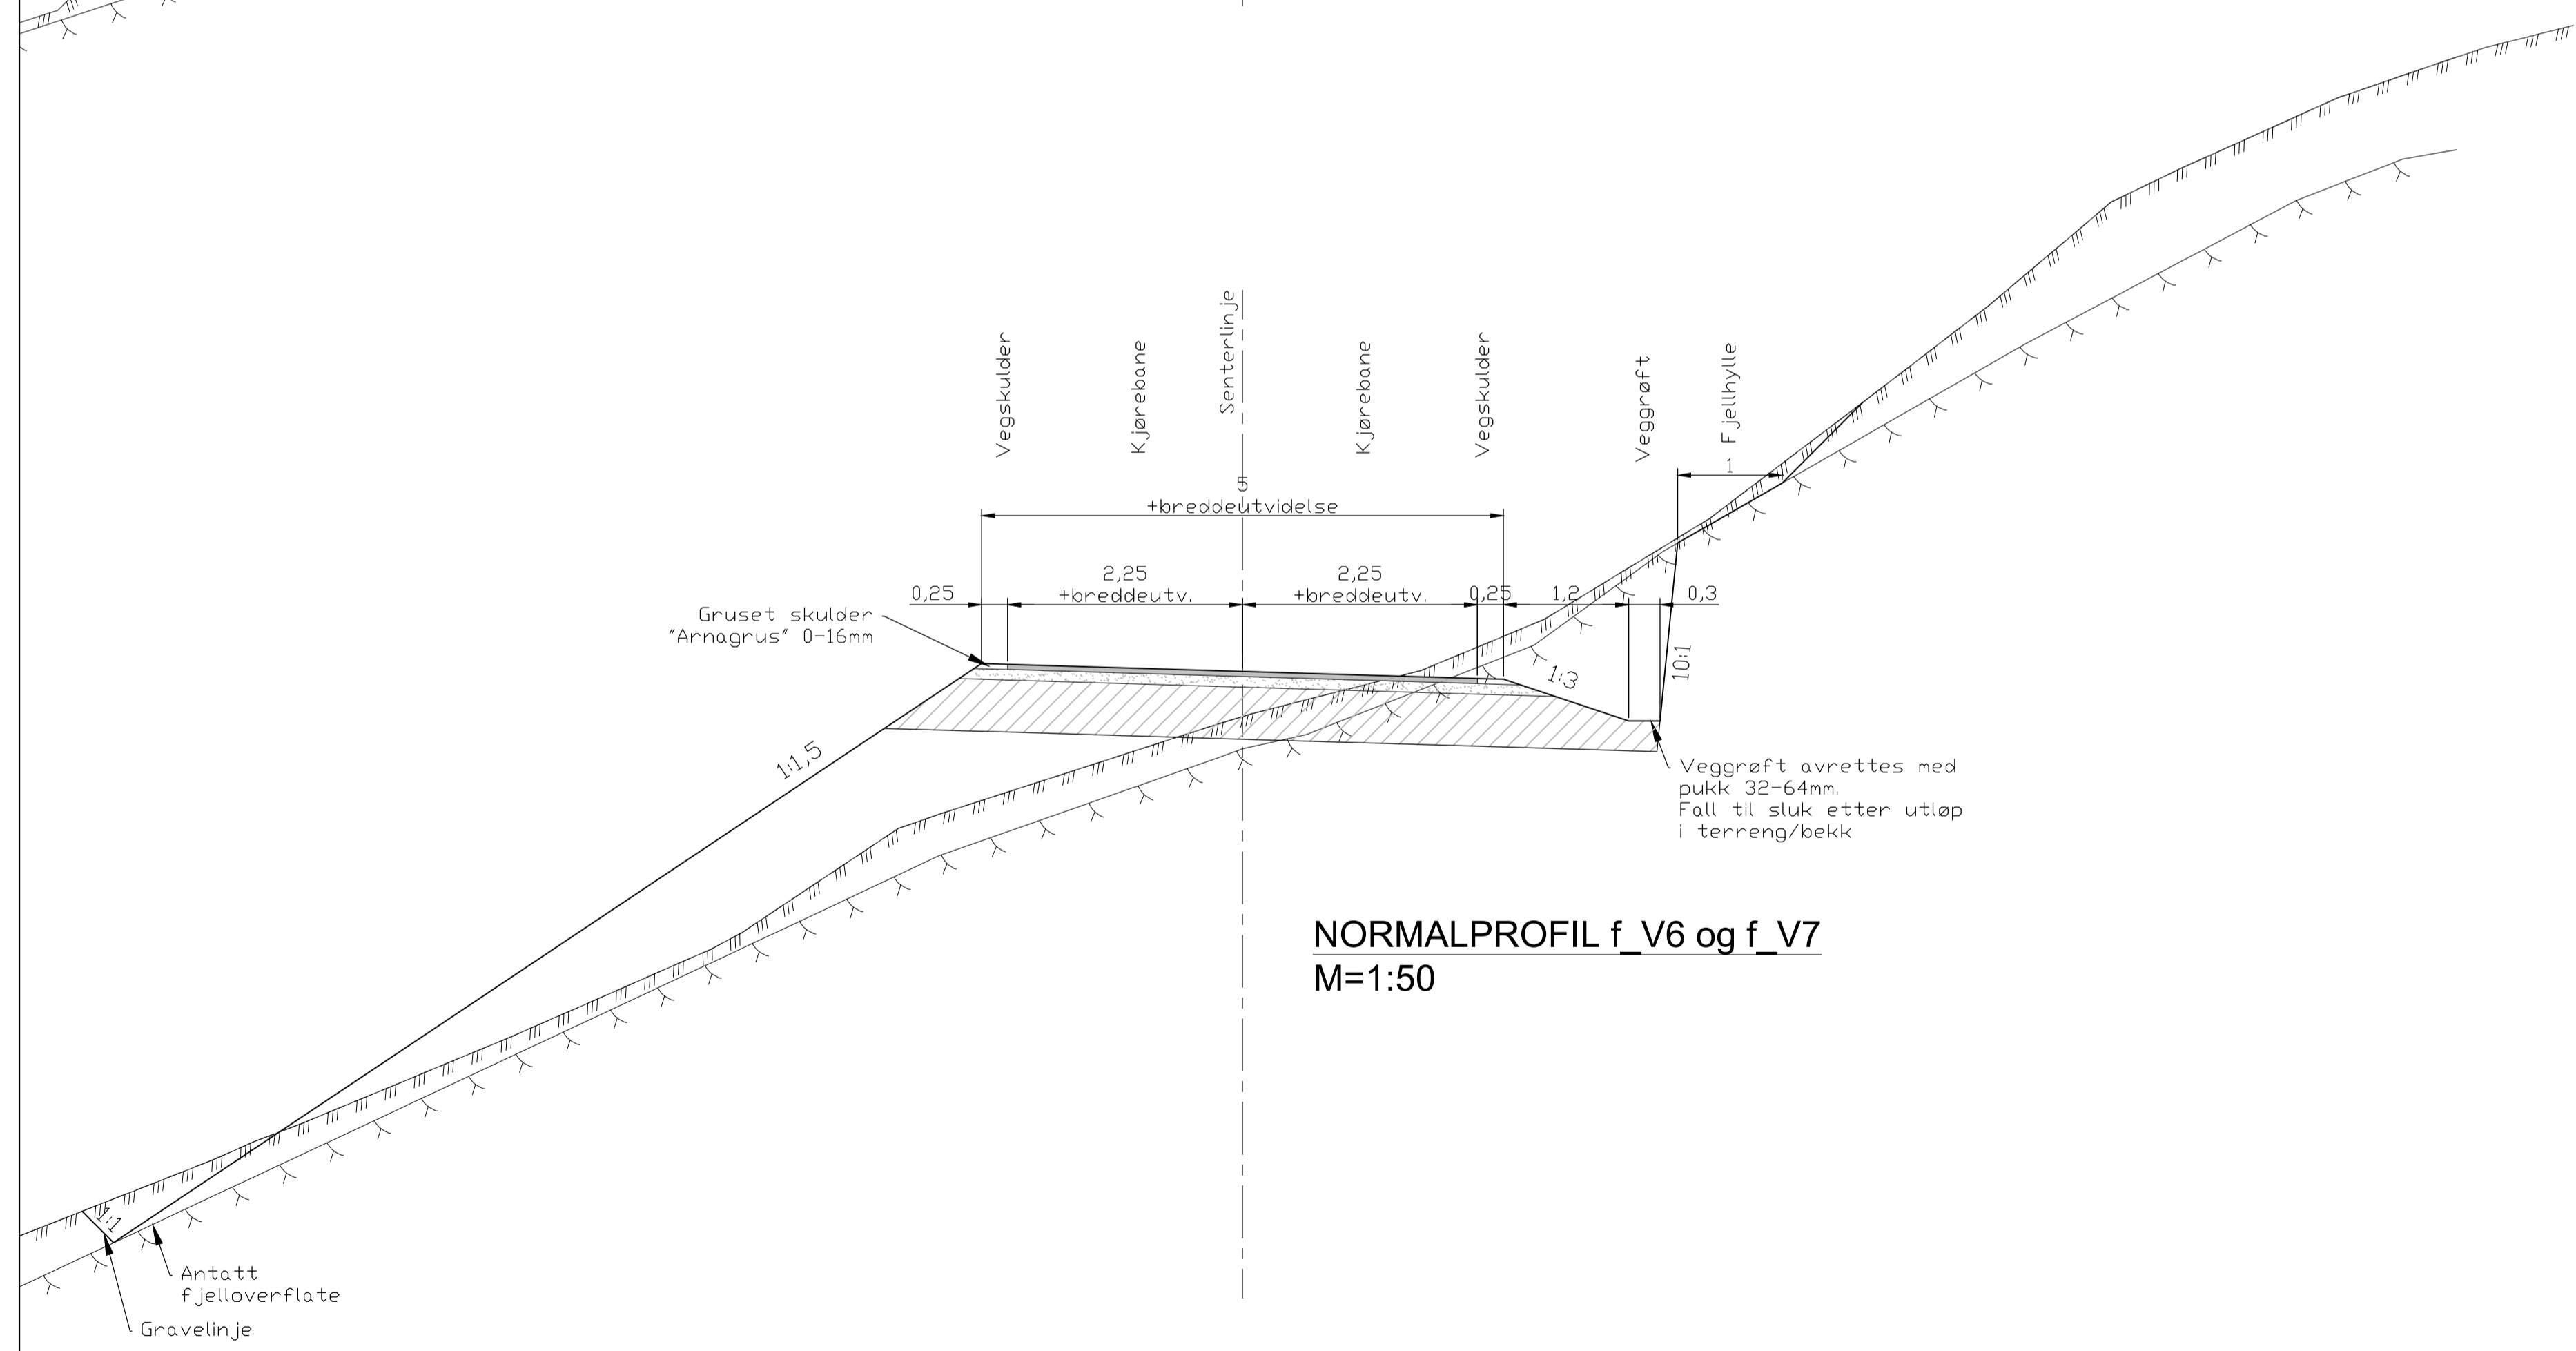 Vegskulder
Kjørebane
Senterlinje
Kjørebane
Vegskulder
Veggrøft
Fjellhylle
1
5
+breddeutvidelse
0,25
2,25
+breddeutv.
2,25
+breddeutv.
0,25
1,2
0,3
Gruset skulder
"Arnagrus" 0-16mm
1:3
10:1
1:1,5
Veggrøft avrettes med
pukk 32-64mm.
Fall til sluk etter utløp
i terreng/bekk
NORMALPROFIL f_V6 og f_V7
M=1:50
1:1
Antatt
fjelloverflate
Gravelinje